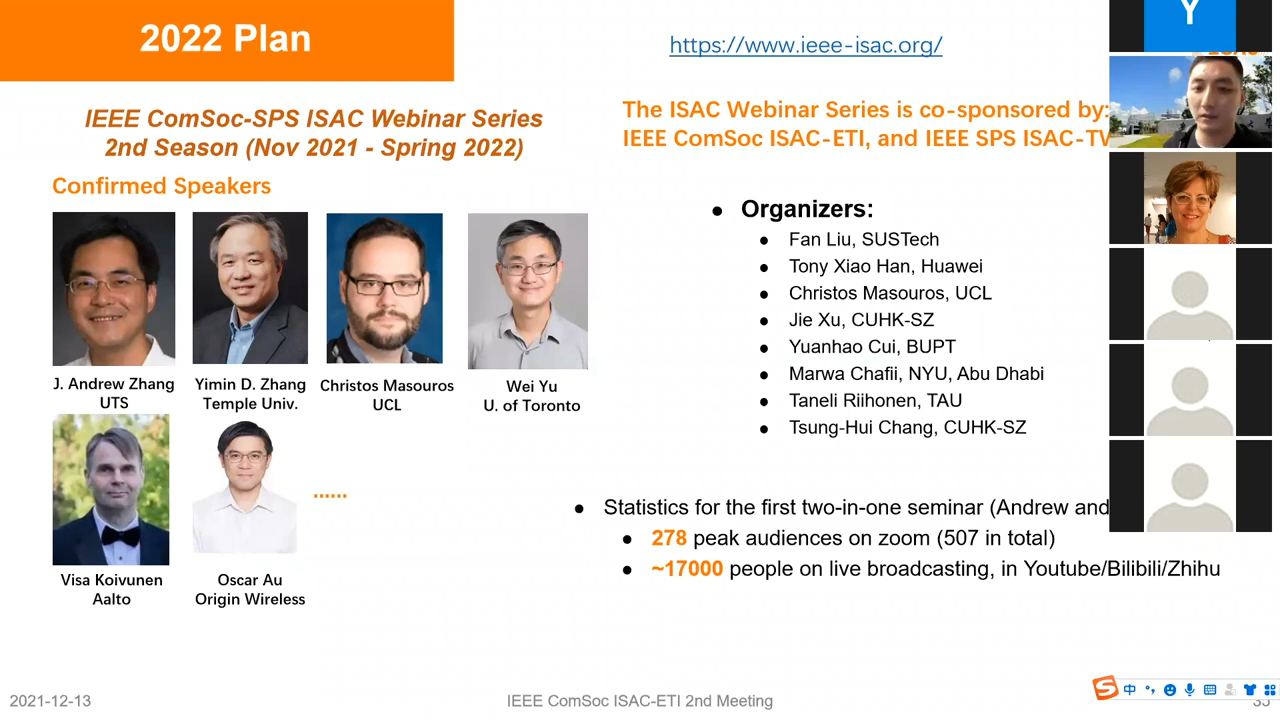 2022 Plan
https://www.ieee-isac.org/
IEEE ComSoc-SPS ISAC Webinar Series
2nd Season (Nov 2021 - Spring 2022)
Confirmed Speakers
J. Andrew Zhang
UTS
Yimin D. Zhang
Temple Univ.
Christos Masouros
UCL
Wei Yu
U. of Toronto
Visa Koivunen
Aalto
Oscar Au
Origin Wireless
......
The ISAC Webinar Series is co-sponsored by:
IEEE ComSoc ISAC-ETI, and IEEE SPS ISAC-TW
● Organizers:
● Fan Liu, SUSTech
● Tony Xiao Han, Huawei
● Christos Masouros, UCL
● Jie Xu, CUHK-SZ
● Yuanhao Cui, BUPT
● Marwa Chafii, NYU, Abu Dhabi
● Taneli Riihonen, TAU
● Tsung-Hui Chang, CUHK-SZ
● Statistics for the first two-in-one seminar (Andrew and
● 278 peak audiences on zoom (507 in total)
● ~17000 people on live broadcasting, in Youtube/Bilibili/Zhihu
Y
中
2021-12-13
IEEE ComSoc ISAC-ETI 2nd Meeting
35